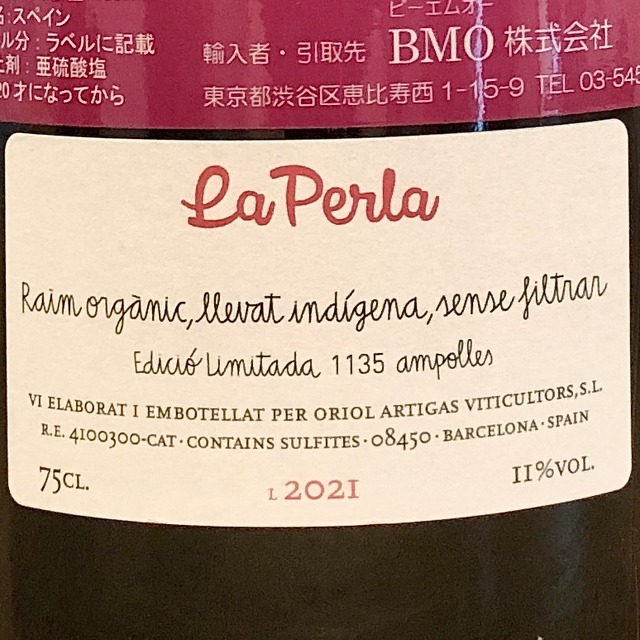 名:スペイン
ル分:ラベルに記載
剤:亜硫酸塩
20才になってから
ビーエムオー
輸入者・引取先 BMO 株式会社
東京都渋谷区恵比寿西 1-15-9 TEL 03-545
La Perla
Raïm orgànic, llevat indígena, sense filtrar
Edició Limitada 1135 ampolles
VI ELABORAT I EMBOTELLAT PER ORIOL ARTIGAS VITICULTORS, S.L.
R.E. 4100300-CAT · CONTAINS SULFITES · 08450 · BARCELONA · SPAIN
75CL. L 2021 11%VOL.